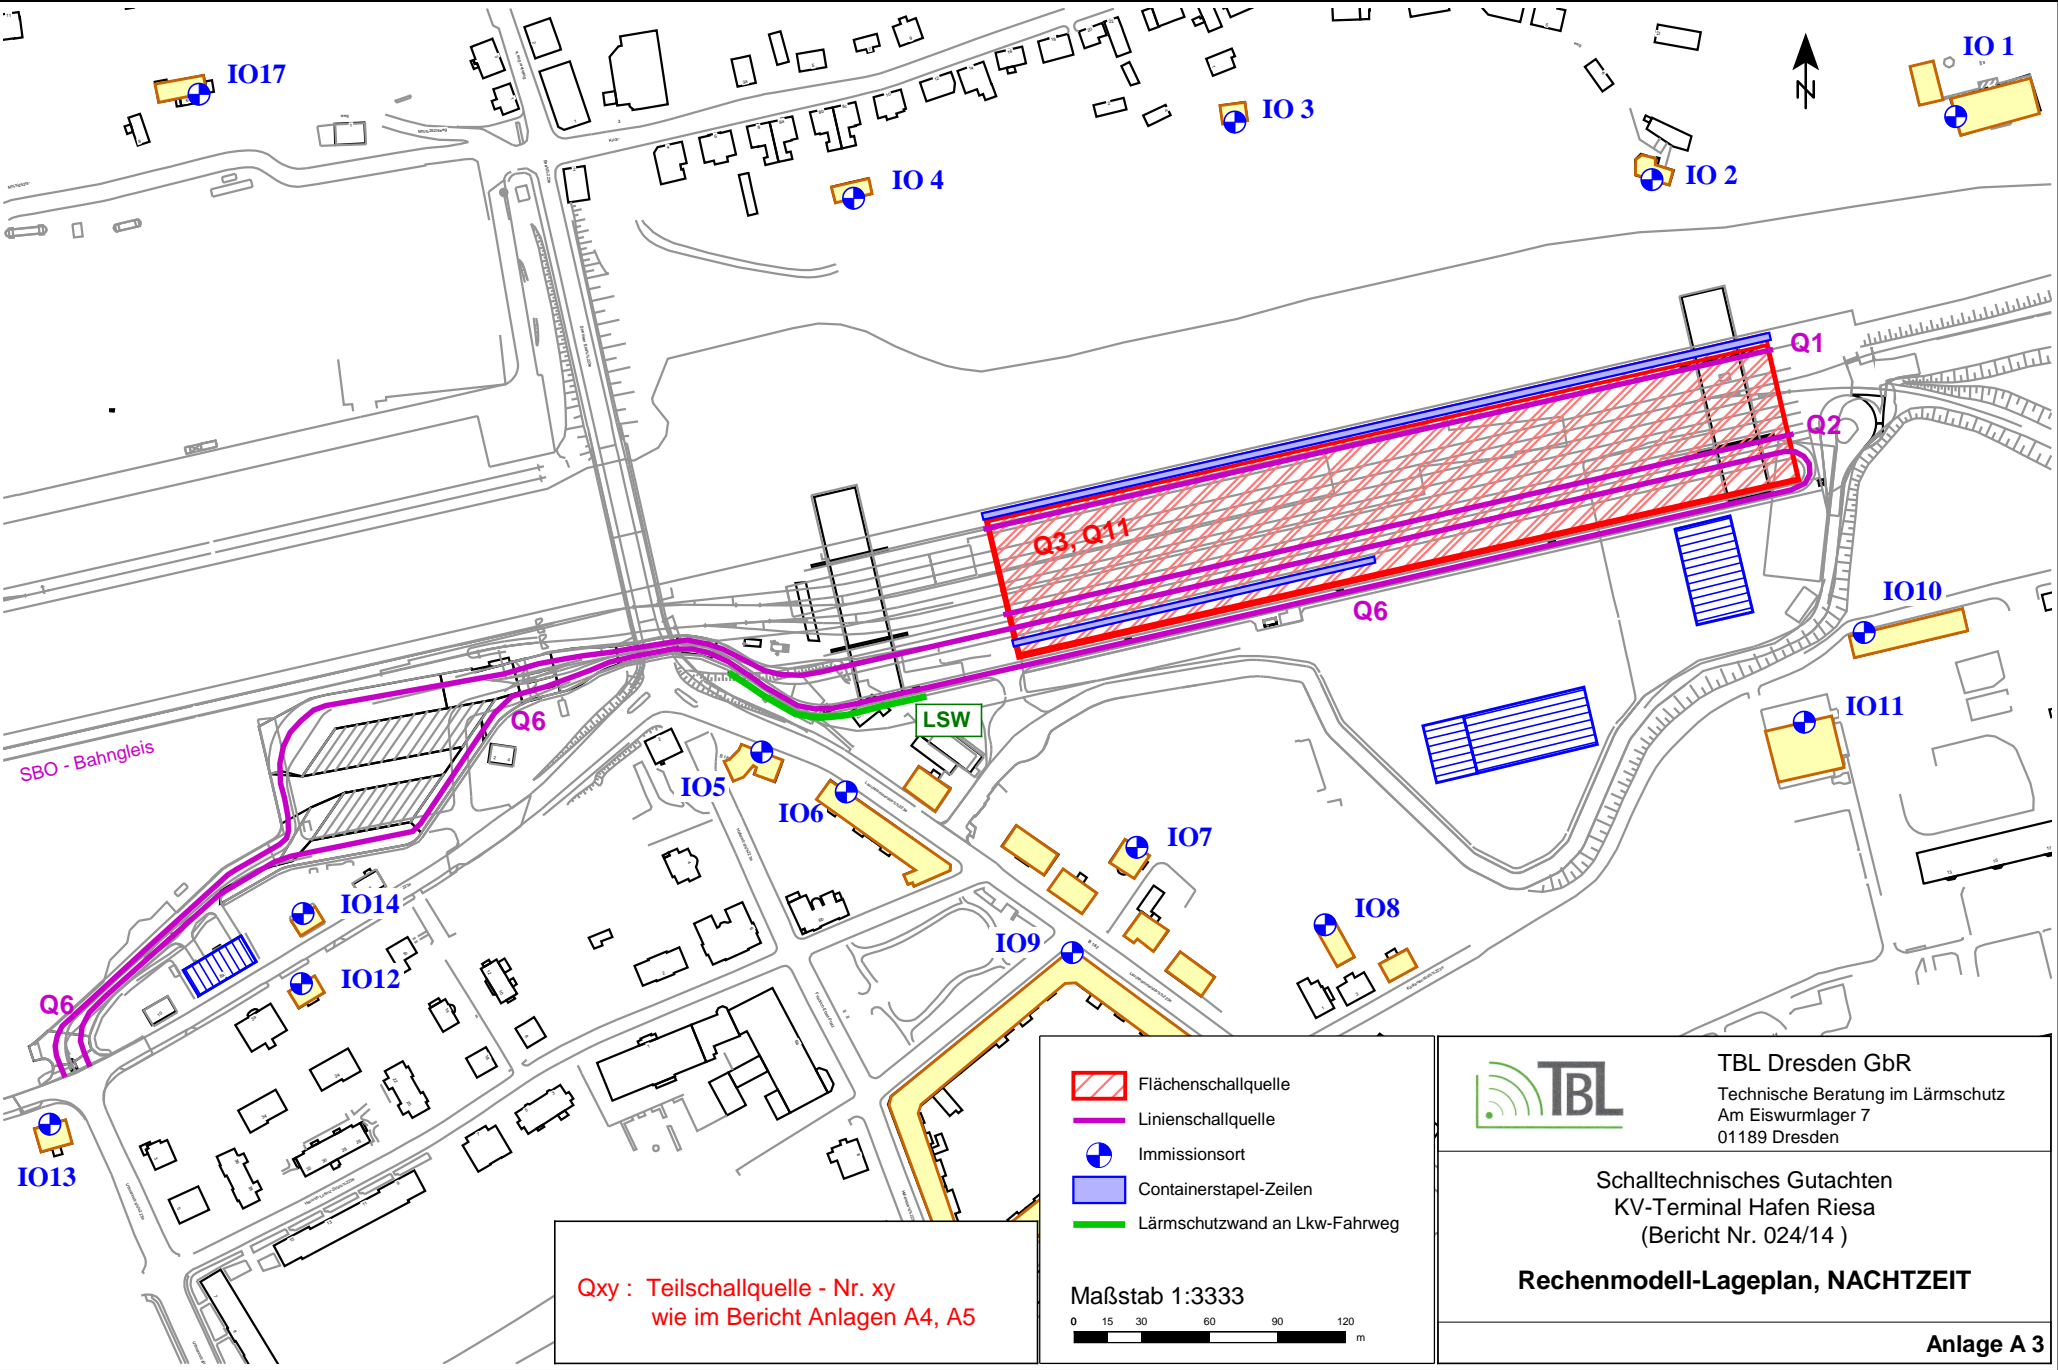 IO17
IO 3
IO 4
IO 2
IO 1
N
Q1
Q2
Q3, Q11
Q6
IO10
IO11
LSW
Q6
SBO - Bahngleis
IO5
IO6
IO7
IO8
IO9
IO14
IO12
Q6
IO13
Qxy : Teilschallquelle - Nr. xy
wie im Bericht Anlagen A4, A5
Flächenschallquelle
Linienschallquelle
Immissionsort
Containerstapel-Zeilen
Lärmschutzwand an Lkw-Fahrweg
Maßstab 1:3333
0 15 30 60 90 120
m
TBL
TBL Dresden GbR
Technische Beratung im Lärmschutz
Am Eiswurmlager 7
01189 Dresden
Schalltechnisches Gutachten
KV-Terminal Hafen Riesa
(Bericht Nr. 024/14 )
Rechenmodell-Lageplan, NACHTZEIT
Anlage A 3